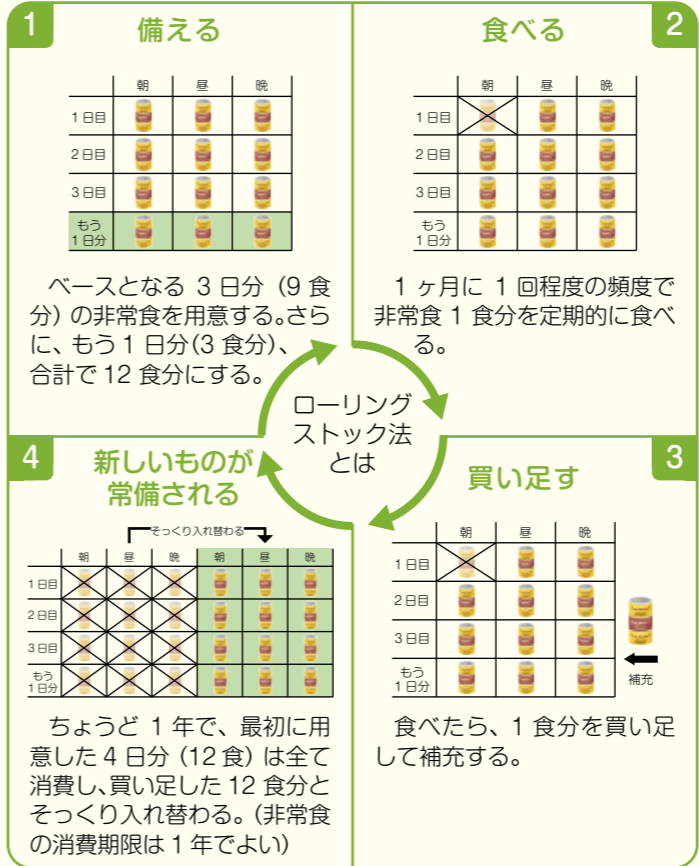 1
備える
朝 昼 晩
1日目
2日目
3日目
もう
1日分
ベースとなる 3 日分（9 食
分）の非常食を用意する。さら
に、もう 1 日分（3 食分）、
合計で 12 食分にする。
2
食べる
朝 昼 晩
1日目
2日目
3日目
もう
1日分
1 ヶ月に 1 回程度の頻度で
非常食 1 食分を定期的に食べ
る。
ローリング
ストック法
とは
3
買い足す
朝 昼 晩
1日目
2日目
3日目
もう
1日分
補充
食べたら、1 食分を買い足
して補充する。
4
新しいものが
常備される
そっくり入れ替わる
朝 昼 晩 朝 昼 晩
1日目
2日目
3日目
もう
1日分
ちょうど 1 年で、最初に用
意した 4 日分（12 食）は全て
消費し、買い足した 12 食分と
そっくり入れ替わる。（非常食
の消費期限は 1 年でよい）